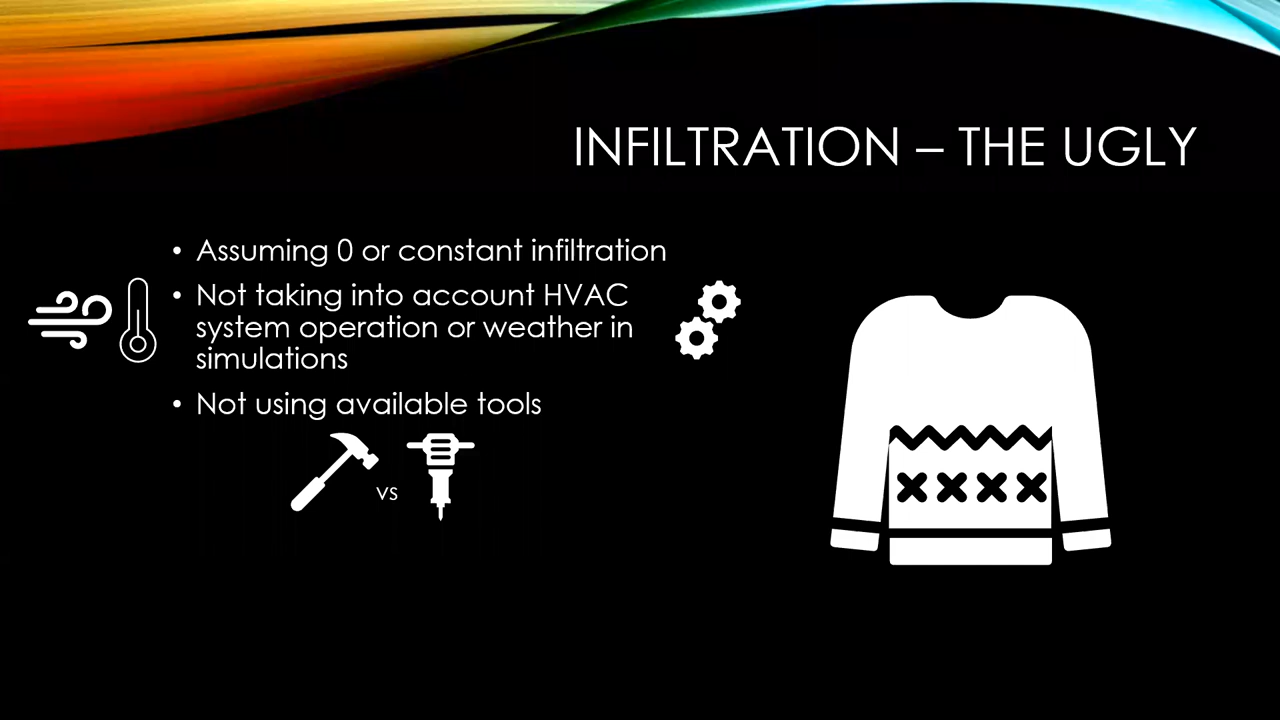 INFILTRATION – THE UGLY
• Assuming 0 or constant infiltration
• Not taking into account HVAC
system operation or weather in
simulations
• Not using available tools
vs